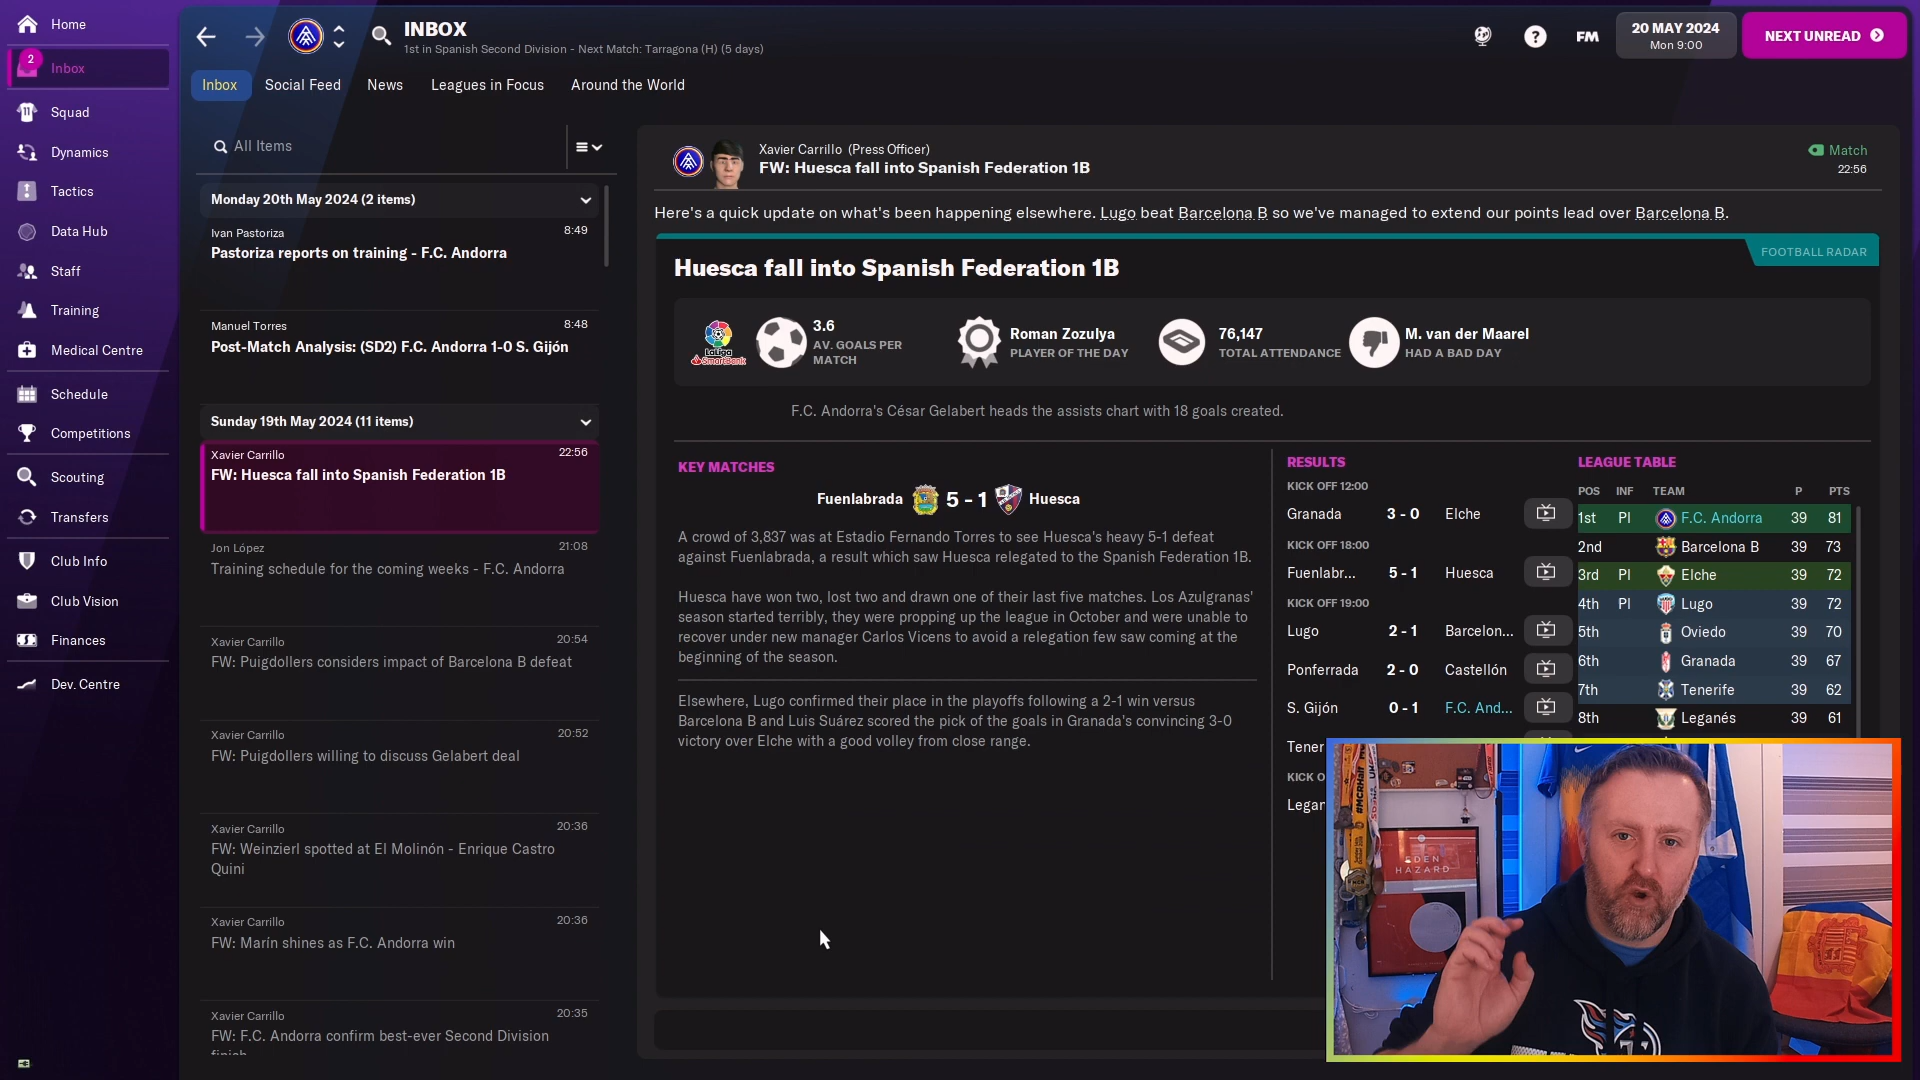 Home
2
Inbox
Squad
Dynamics
Tactics
Data Hub
Staff
Training
Medical Centre
Schedule
Competitions
Scouting
Transfers
Club Info
Club Vision
Finances
Dev. Centre
INBOX
1st in Spanish Second Division - Next Match: Tarragona (H) (5 days)
FM
20 MAY 2024
Mon 9:00
NEXT UNREAD
Inbox
Social Feed
News
Leagues in Focus
Around the World
All Items
Monday 20th May 2024 (2 items)
Ivan Pastoriza 8:49
Pastoriza reports on training - F.C. Andorra
Manuel Torres 8:48
Post-Match Analysis: (SD2) F.C. Andorra 1-0 S. Gijón
Sunday 19th May 2024 (11 items)
Xavier Carrillo 22:56
FW: Huesca fall into Spanish Federation 1B
Jon López 21:08
Training schedule for the coming weeks - F.C. Andorra
Xavier Carrillo 20:54
FW: Puigdollers considers impact of Barcelona B defeat
Xavier Carrillo 20:52
FW: Puigdollers willing to discuss Gelabert deal
Xavier Carrillo 20:36
FW: Weinzierl spotted at El Molinón - Enrique Castro
Quini
Xavier Carrillo 20:36
FW: Marín shines as F.C. Andorra win
Xavier Carrillo 20:35
FW: F.C. Andorra confirm best-ever Second Division
finish
Xavier Carrillo (Press Officer)
FW: Huesca fall into Spanish Federation 1B
Match
22:56
Here's a quick update on what's been happening elsewhere. Lugo beat Barcelona B so we've managed to extend our points lead over Barcelona B.
FOOTBALL RADAR
Huesca fall into Spanish Federation 1B
LaLiga
SmartBank
3.6
AV. GOALS PER
MATCH
Roman Zozulya
PLAYER OF THE DAY
76,147
TOTAL ATTENDANCE
M. van der Maarel
HAD A BAD DAY
F.C. Andorra's César Gelabert heads the assists chart with 18 goals created.
KEY MATCHES
Fuenlabrada 5 - 1 Huesca
A crowd of 3,837 was at Estadio Fernando Torres to see Huesca's heavy 5-1 defeat
against Fuenlabrada, a result which saw Huesca relegated to the Spanish Federation 1B.
Huesca have won two, lost two and drawn one of their last five matches. Los Azulgranas'
season started terribly, they were propping up the league in October and were unable to
recover under new manager Carlos Vicens to avoid a relegation few saw coming at the
beginning of the season.
Elsewhere, Lugo confirmed their place in the playoffs following a 2-1 win versus
Barcelona B and Luis Suárez scored the pick of the goals in Granada's convincing 3-0
victory over Elche with a good volley from close range.
RESULTS
KICK OFF 12:00
Granada 3 - 0 Elche
KICK OFF 18:00
Fuenlabr... 5 - 1 Huesca
KICK OFF 19:00
Lugo 2 - 1 Barcelon...
Ponferrada 2 - 0 Castellón
S. Gijón 0 - 1 F.C. And...
Tener
KICK O
Legan
LEAGUE TABLE
POS INF TEAM P PTS
1st Pl F.C. Andorra 39 81
2nd Barcelona B 39 73
3rd Pl Elche 39 72
4th Pl Lugo 39 72
5th Oviedo 39 70
6th Granada 39 67
7th Tenerife 39 62
8th Leganés 39 61
EDEN
HAZARD